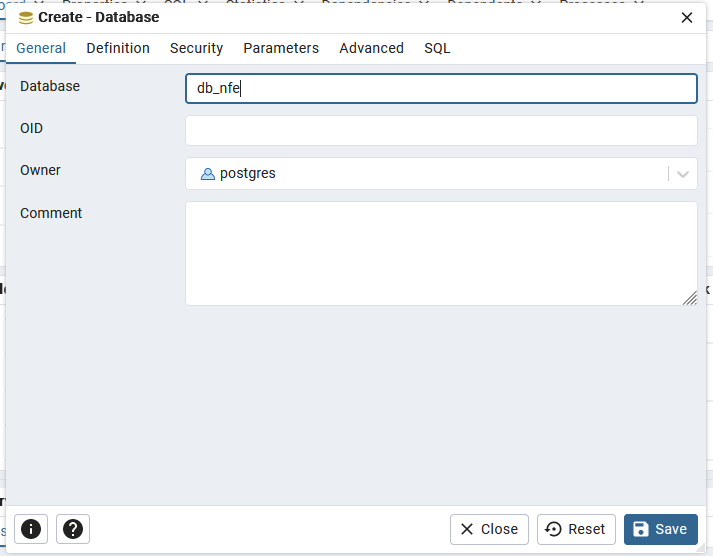 Create - Database
General Definition Security Parameters Advanced SQL
Database db_nfe
OID
Owner postgres
Comment
Close Reset Save